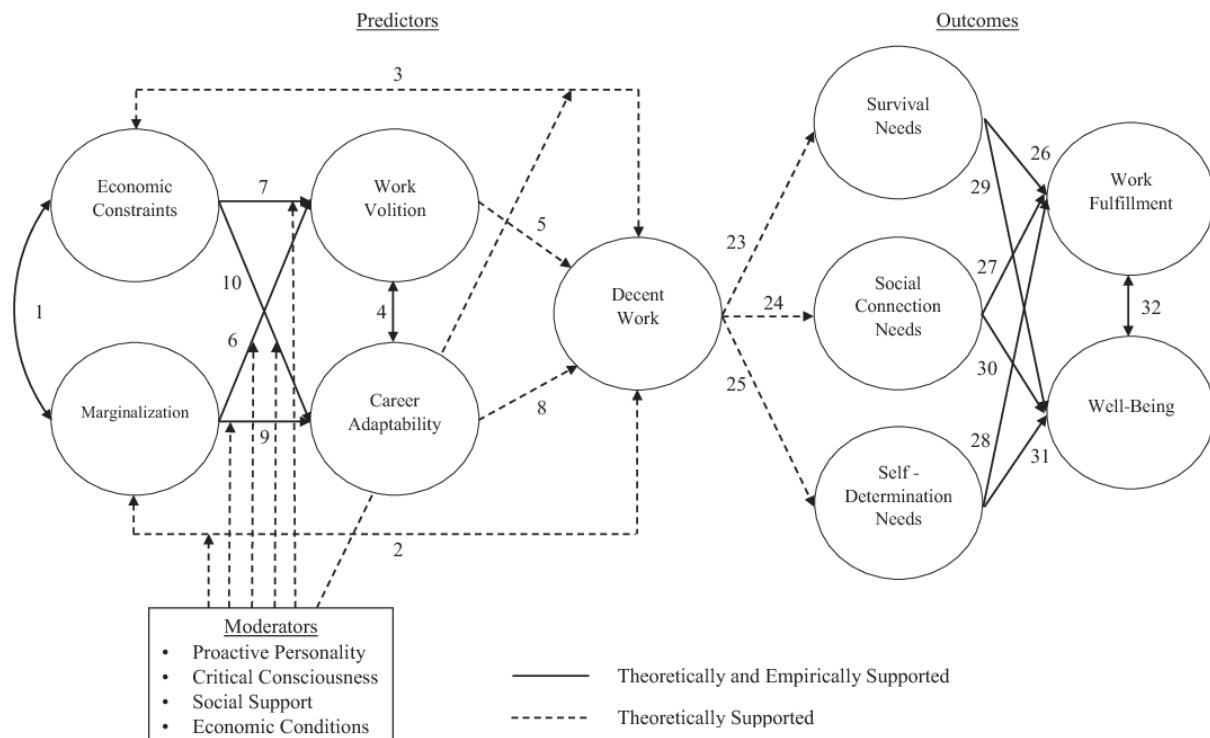 Predictors
Outcomes
3
Survival
Needs
26
29
Economic
Constraints
7
Work
Volition
5
Work
Fulfillment
23
10
1
4
Decent
Work
24
Social
Connection
Needs
27
32
6
30
25
Marginalization
9
Career
Adaptability
8
Well-Being
28
31
Self -
Determination
Needs
2
Moderators
• Proactive Personality
• Critical Consciousness
• Social Support
• Economic Conditions
Theoretically and Empirically Supported
Theoretically Supported